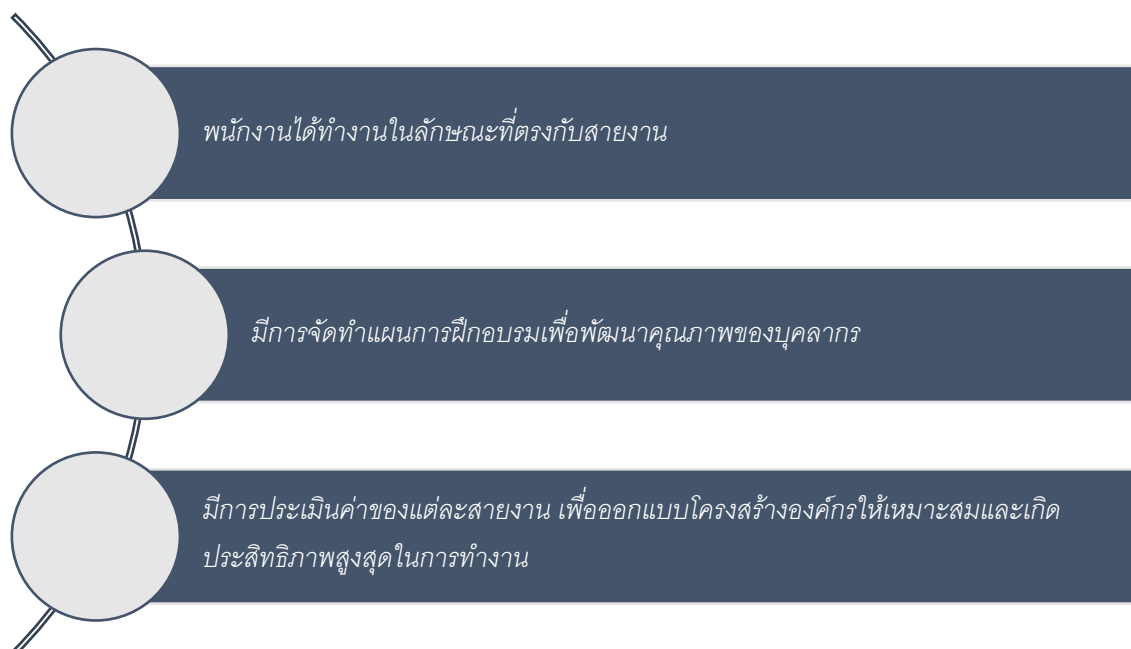 พนักงานได้ทำงานในลักษณะที่ตรงกับสายงาน
มีการจัดทำแผนการฝึกอบรมเพื่อพัฒนาคุณภาพของบุคลากร
มีการประเมินค่าของแต่ละสายงาน เพื่อออกแบบโครงสร้างองค์กรให้เหมาะสมและเกิด
ประสิทธิภาพสูงสุดในการทำงาน